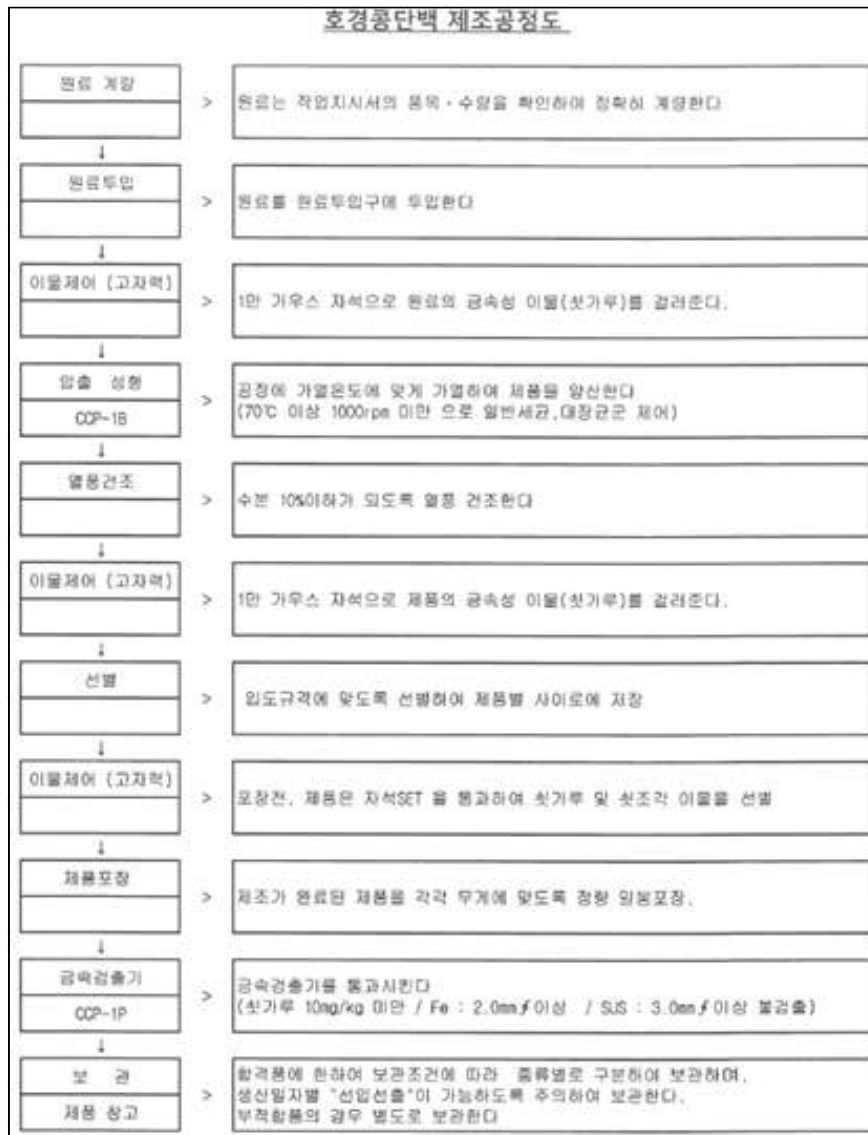 호경콩단백 제조공정도
원료 계량
>
원료는 작업지시서의 품목·수량을 확인하여 정확히 계량한다
↓
원료투입
>
원료를 원료투입구에 투입한다
↓
이물제어 (고자력)
>
1만 가우스 자석으로 원료의 금속성 이물(쇳가루)를 걸러준다.
↓
압출 성형
CCP-1B
>
공정에 가열온도에 맞게 가열하여 제품을 양산한다
(70℃ 이상 1000rpm 미만 으로 일반세균,대장균군 제어)
↓
열풍건조
>
수분 10%이하가 되도록 열풍 건조한다
↓
이물제어 (고자력)
>
1만 가우스 자석으로 제품의 금속성 이물(쇳가루)를 걸러준다.
↓
선별
>
입도규격에 맞도록 선별하여 제품별 사이로에 저장
↓
이물제어 (고자력)
>
포장전, 제품은 자석SET 을 통과하여 쇳가루 및 쇳조각 이물을 선별
↓
제품포장
>
제조가 완료된 제품을 각각 무게에 맞도록 정량 밀봉포장.
↓
금속검출기
CCP-1P
>
금속검출기를 통과시킨다
(쇳가루 10mg/kg 미만 / Fe : 2.0mm∮이상 / SUS : 3.0mm∮이상 불검출)
↓
보 관
제품 창고
>
합격품에 한하여 보관조건에 따라 종류별로 구분하여 보관하며,
생산일자별 "선입선출"이 가능하도록 주의하여 보관한다.
부적합품의 경우 별도로 보관한다